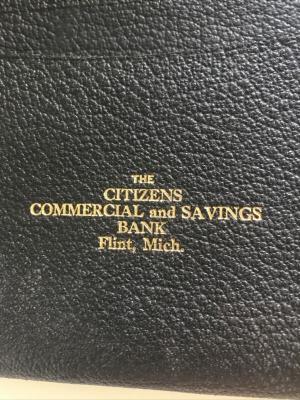 THE
CITIZENS
COMMERCIAL and SAVINGS
BANK
Flint, Mich.